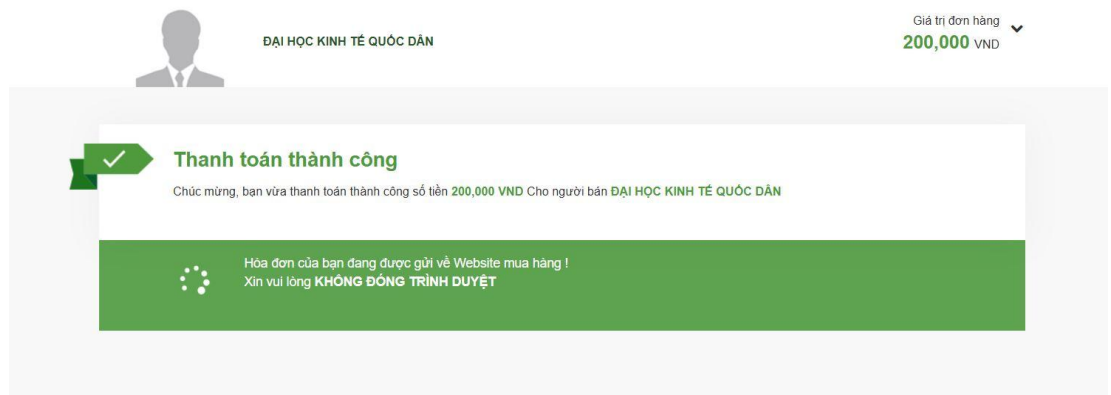 ĐẠI HỌC KINH TẾ QUỐC DÂN
Giá trị đơn hàng
200,000 VND
Thanh toán thành công
Chúc mừng, bạn vừa thanh toán thành công số tiền 200,000 VND Cho người bán ĐẠI HỌC KINH TẾ QUỐC DÂN
Hóa đơn của bạn đang được gửi về Website mua hàng !
Xin vui lòng KHÔNG ĐÓNG TRÌNH DUYỆT